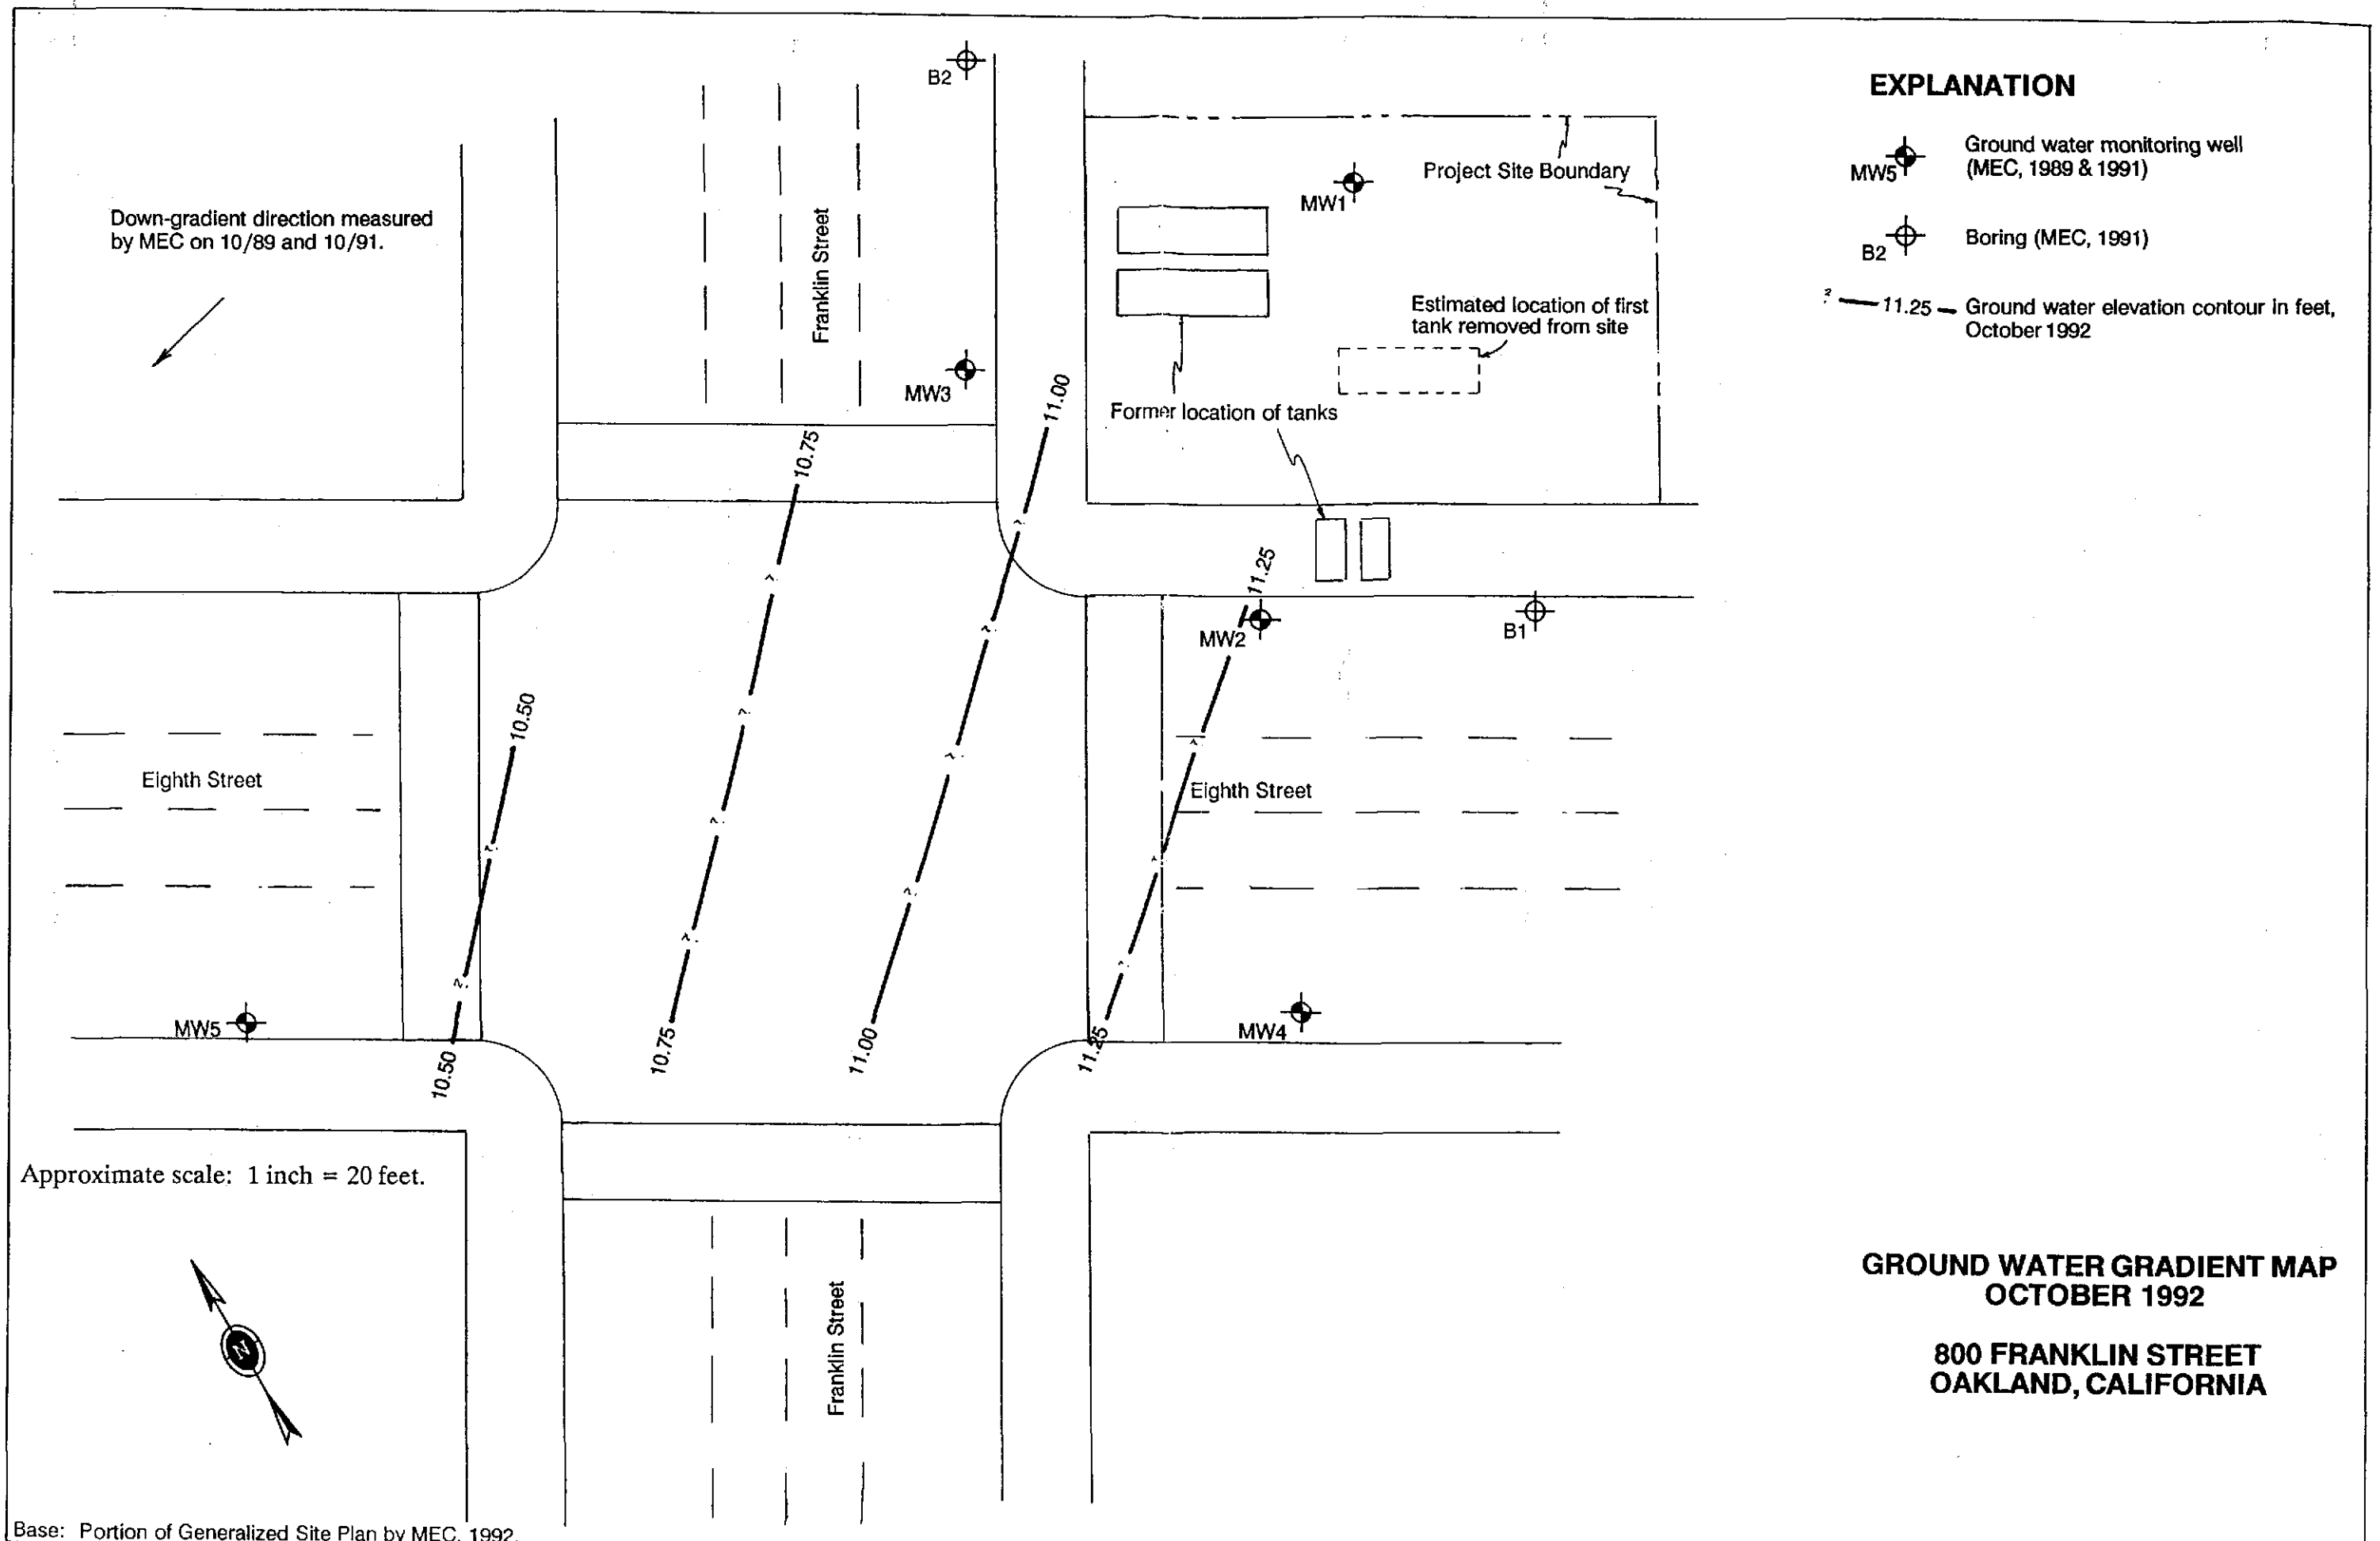 B2
EXPLANATION
MW5
Ground water monitoring well
(MEC, 1989 & 1991)
B2
Boring (MEC, 1991)
? 11.25
Ground water elevation contour in feet,
October 1992
Down-gradient direction measured
by MEC on 10/89 and 10/91.
Franklin Street
MW1
Project Site Boundary
Estimated location of first
tank removed from site
MW3
Former location of tanks
11.00
10.75
?
?
11.25
MW2
B1
?
?
10.50
?
?
?
Eighth Street
Eighth Street
?
?
?
?
?
?
?
MW5
MW4
10.50
10.75
11.00
11.25
Approximate scale: 1 inch = 20 feet.
N
Franklin Street
GROUND WATER GRADIENT MAP
OCTOBER 1992
800 FRANKLIN STREET
OAKLAND, CALIFORNIA
Base: Portion of Generalized Site Plan by MEC, 1992.